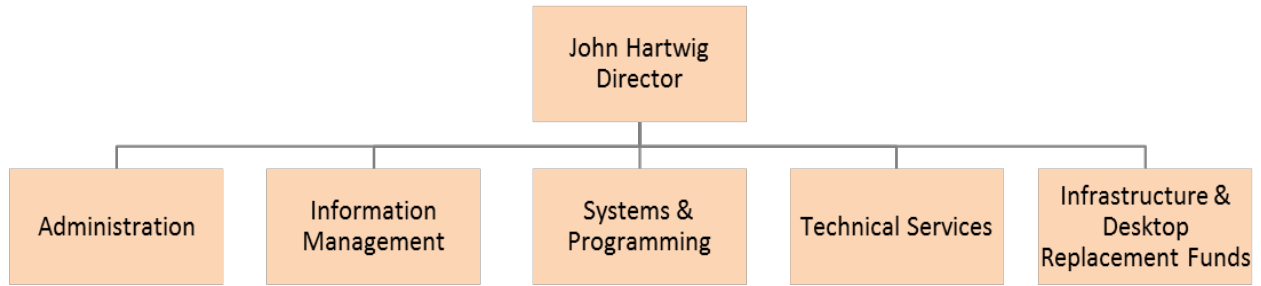 John Hartwig
Director
Administration
Information
Management
Systems &
Programming
Technical Services
Infrastructure &
Desktop
Replacement Funds